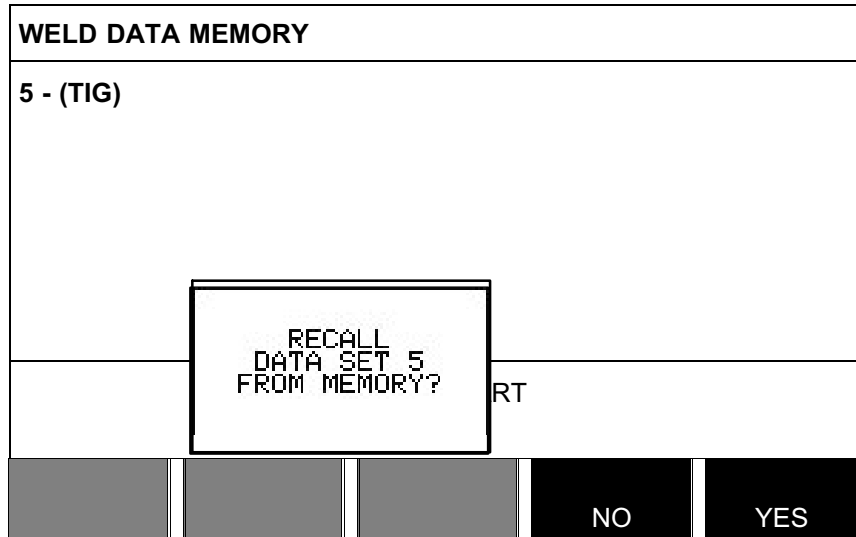 WELD DATA MEMORY
5 - (TIG)
RECALL
DATA SET 5
FROM MEMORY?
RT
NO YES